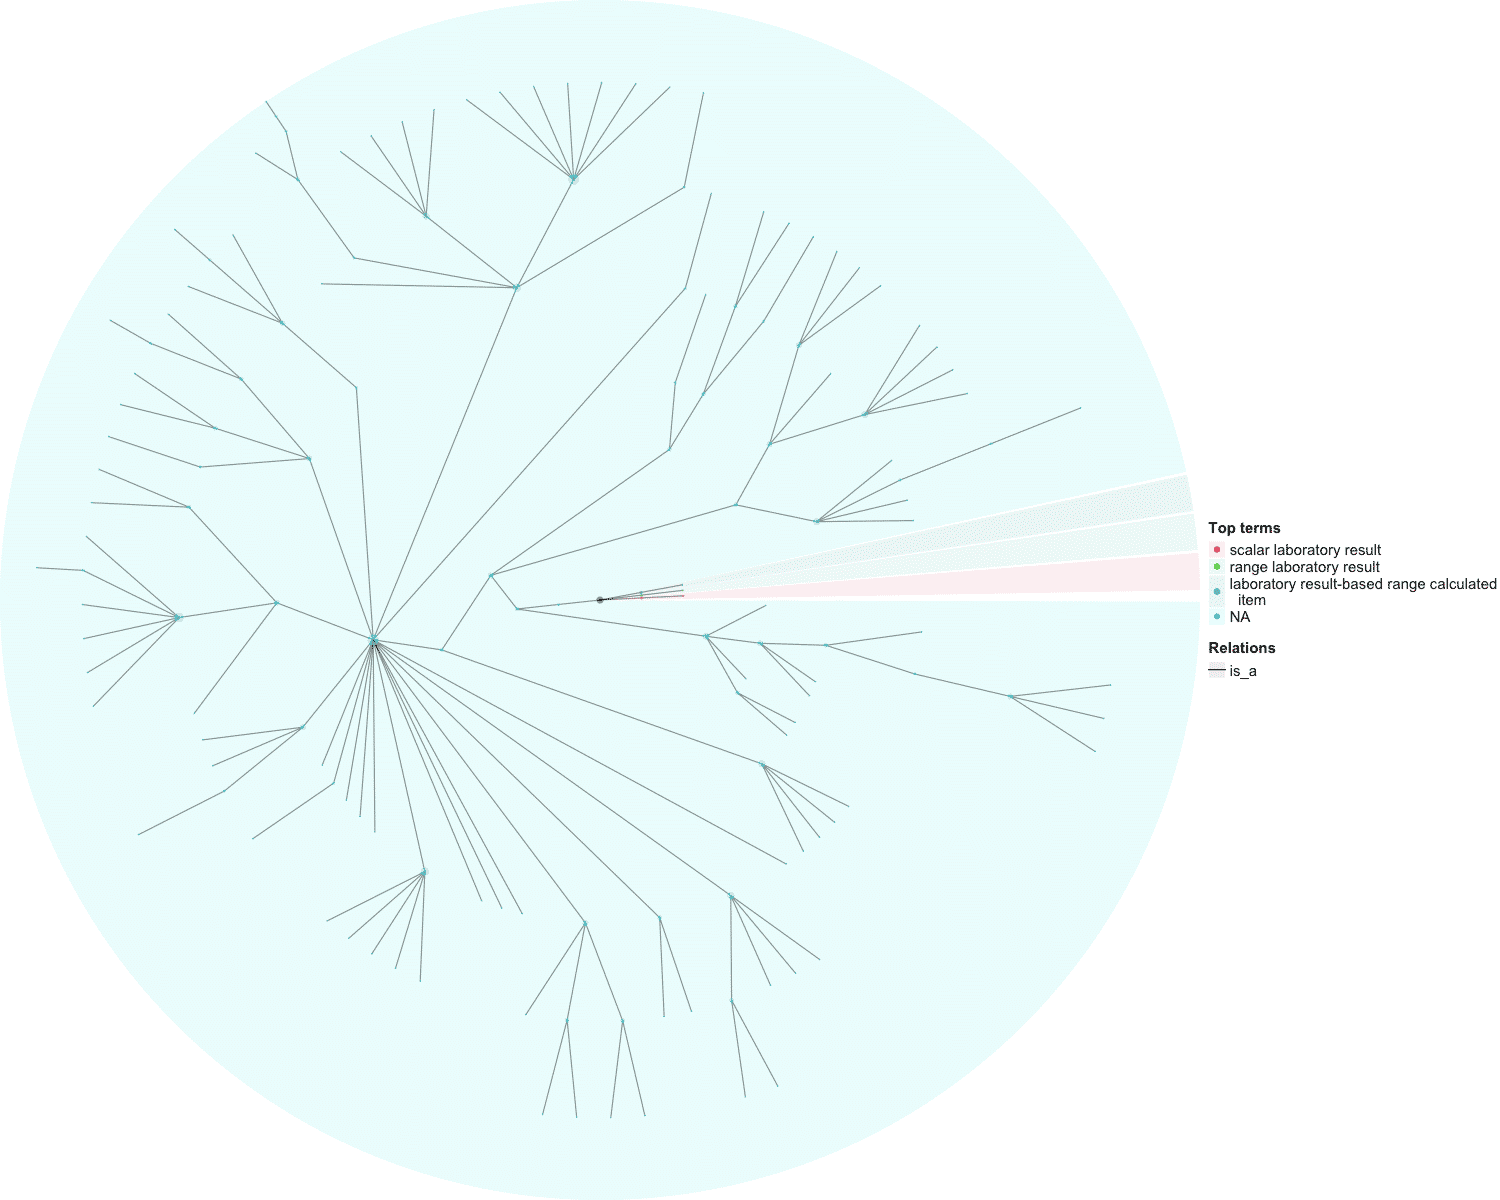 Top terms
scalar laboratory result
range laboratory result
laboratory result-based range calculated
item
NA
Relations
is_a